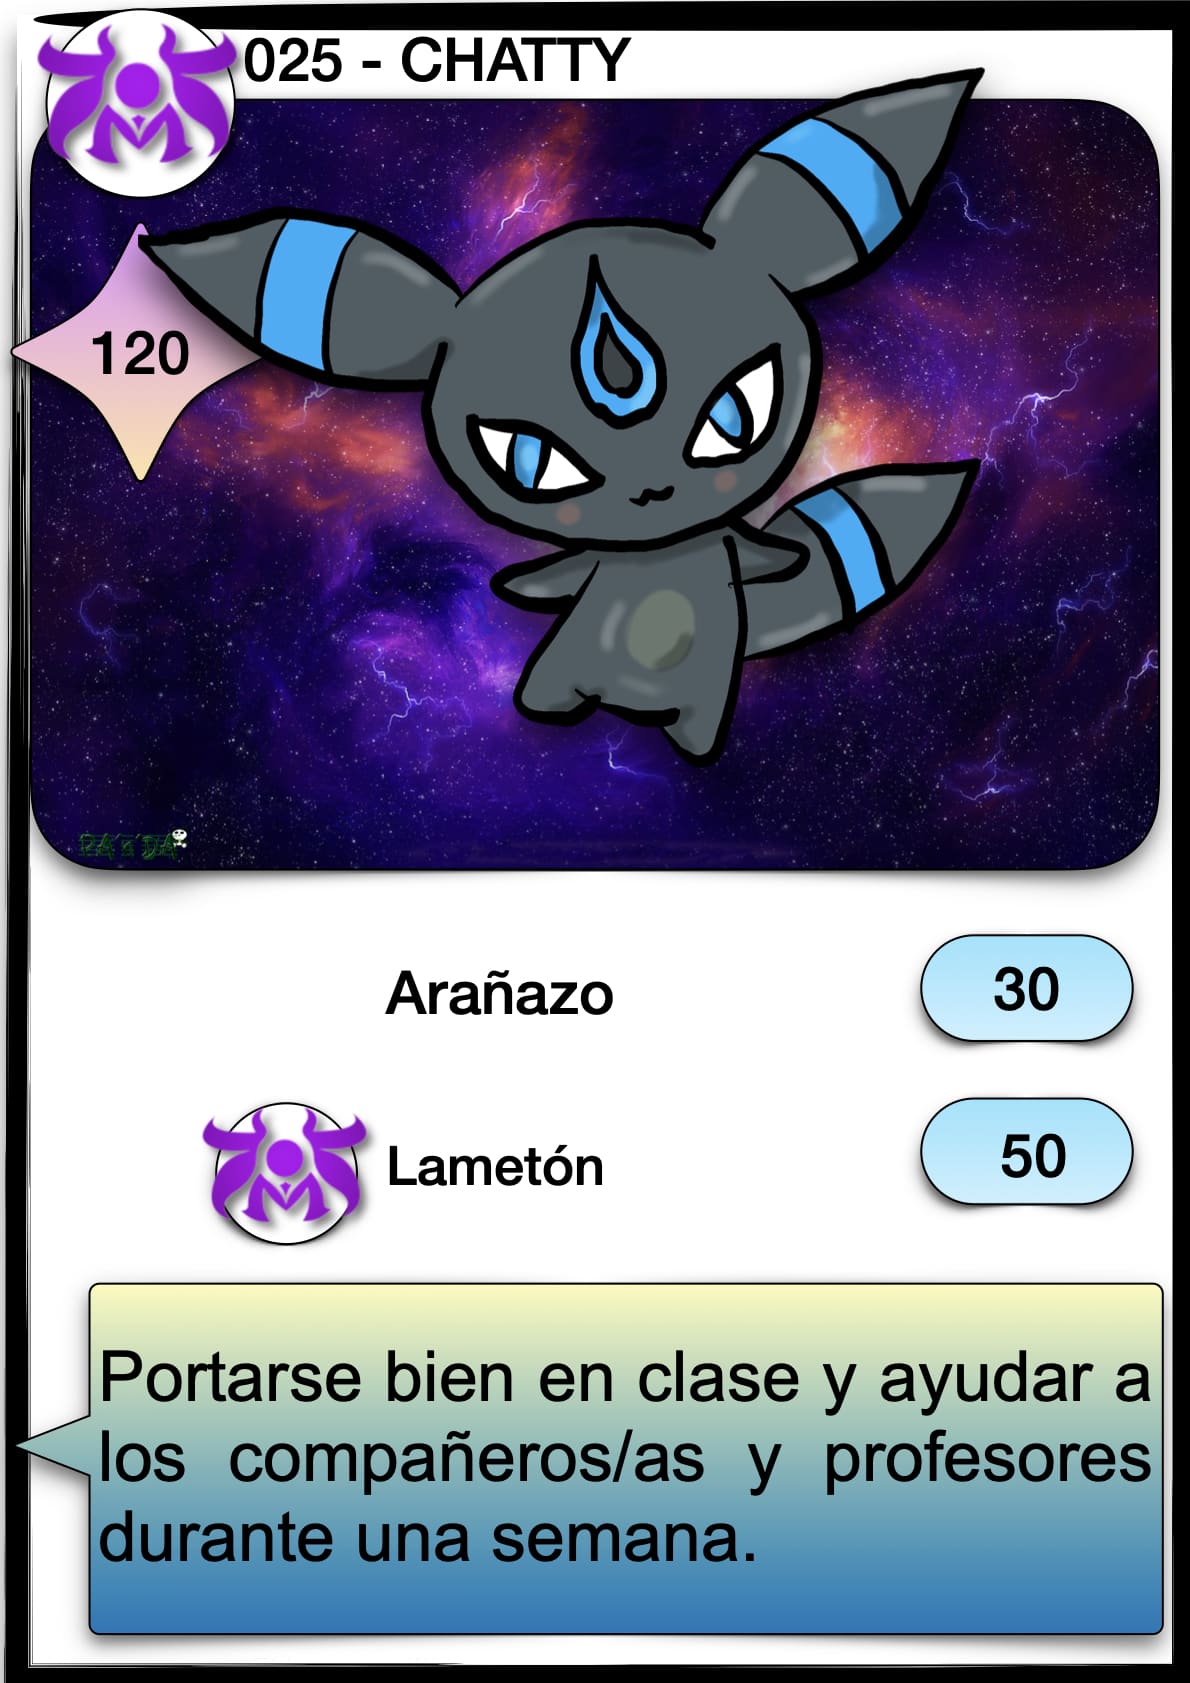 025 - CHATTY
120
Arañazo
30
Lametón
50
Portarse bien en clase y ayudar a
los compañeros/as y profesores
durante una semana.